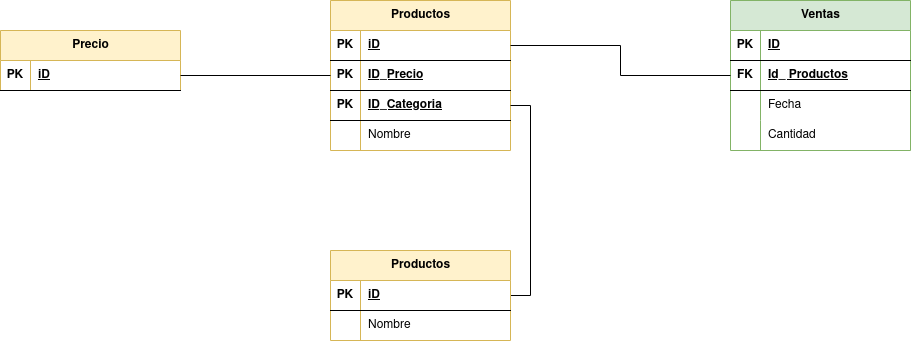 Precio
PK iD
Productos
PK iD
PK ID_Precio
PK ID_Categoria
Nombre
Ventas
PK ID
FK Id_ Productos
Fecha
Cantidad
Productos
PK iD
Nombre